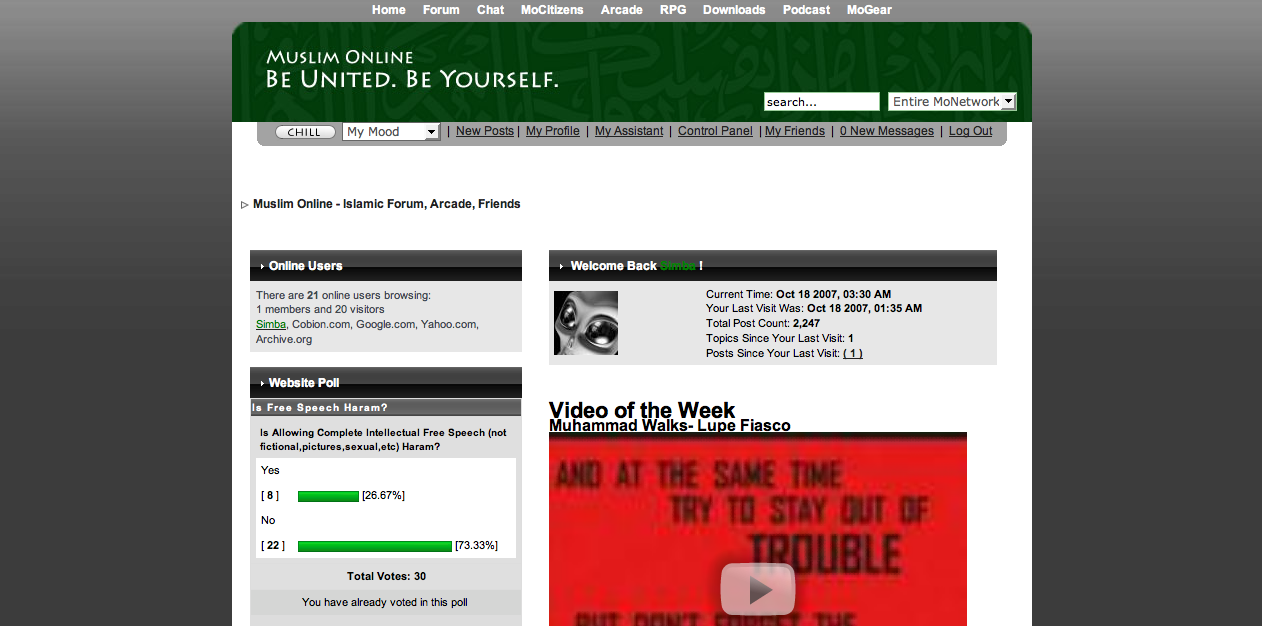 Home Forum Chat MoCitizens Arcade RPG Downloads Podcast MoGear
Muslim Online
Be United. Be Yourself.
search...
Entire MoNetwork
CHILL
My Mood
| New Posts | My Profile | My Assistant | Control Panel | My Friends | 0 New Messages | Log Out
Muslim Online - Islamic Forum, Arcade, Friends
Online Users
There are 21 online users browsing:
1 members and 20 visitors
Simba, Cobion.com, Google.com, Yahoo.com,
Archive.org
Website Poll
Is Free Speech Haram?
Is Allowing Complete Intellectual Free Speech (not
fictional,pictures,sexual,etc) Haram?
Yes
[ 8 ] [26.67%]
No
[ 22 ] [73.33%]
Total Votes: 30
You have already voted in this poll
Welcome Back Simba !
Current Time: Oct 18 2007, 03:30 AM
Your Last Visit Was: Oct 18 2007, 01:35 AM
Total Post Count: 2,247
Topics Since Your Last Visit: 1
Posts Since Your Last Visit: ( 1 )
Video of the Week
Muhammad Walks- Lupe Fiasco
AND AT THE SAME TIME
TRY TO STAY OUT OF
TROUBLE
BUT DON'T FORGET THE